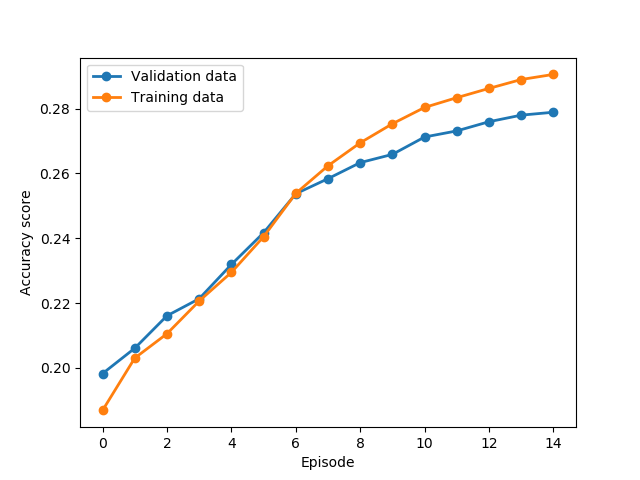 Validation data
Training data
0.28
0.26
0.24
0.22
0.20
Accuracy score
0 2 4 6 8 10 12 14
Episode